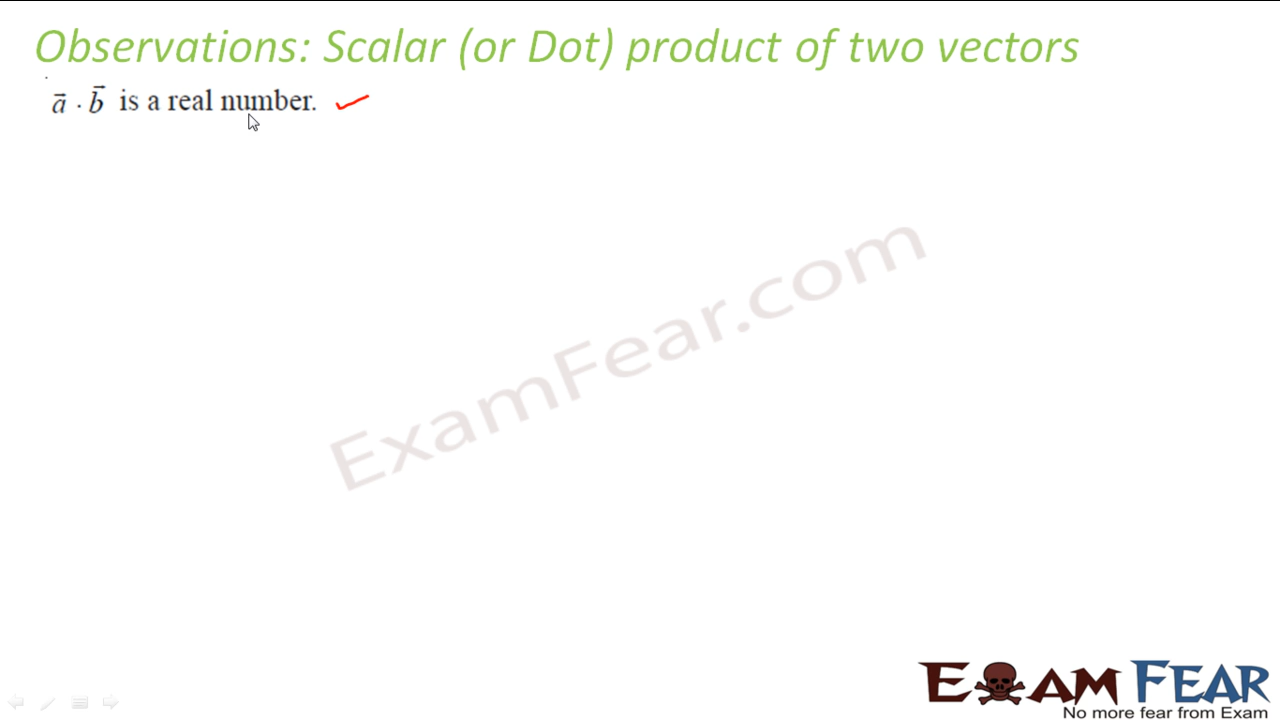 Observations: Scalar (or Dot) product of two vectors
a⃗ · b⃗ is a real number.
ExamFear.com
EXAM FEAR
No more fear from Exam